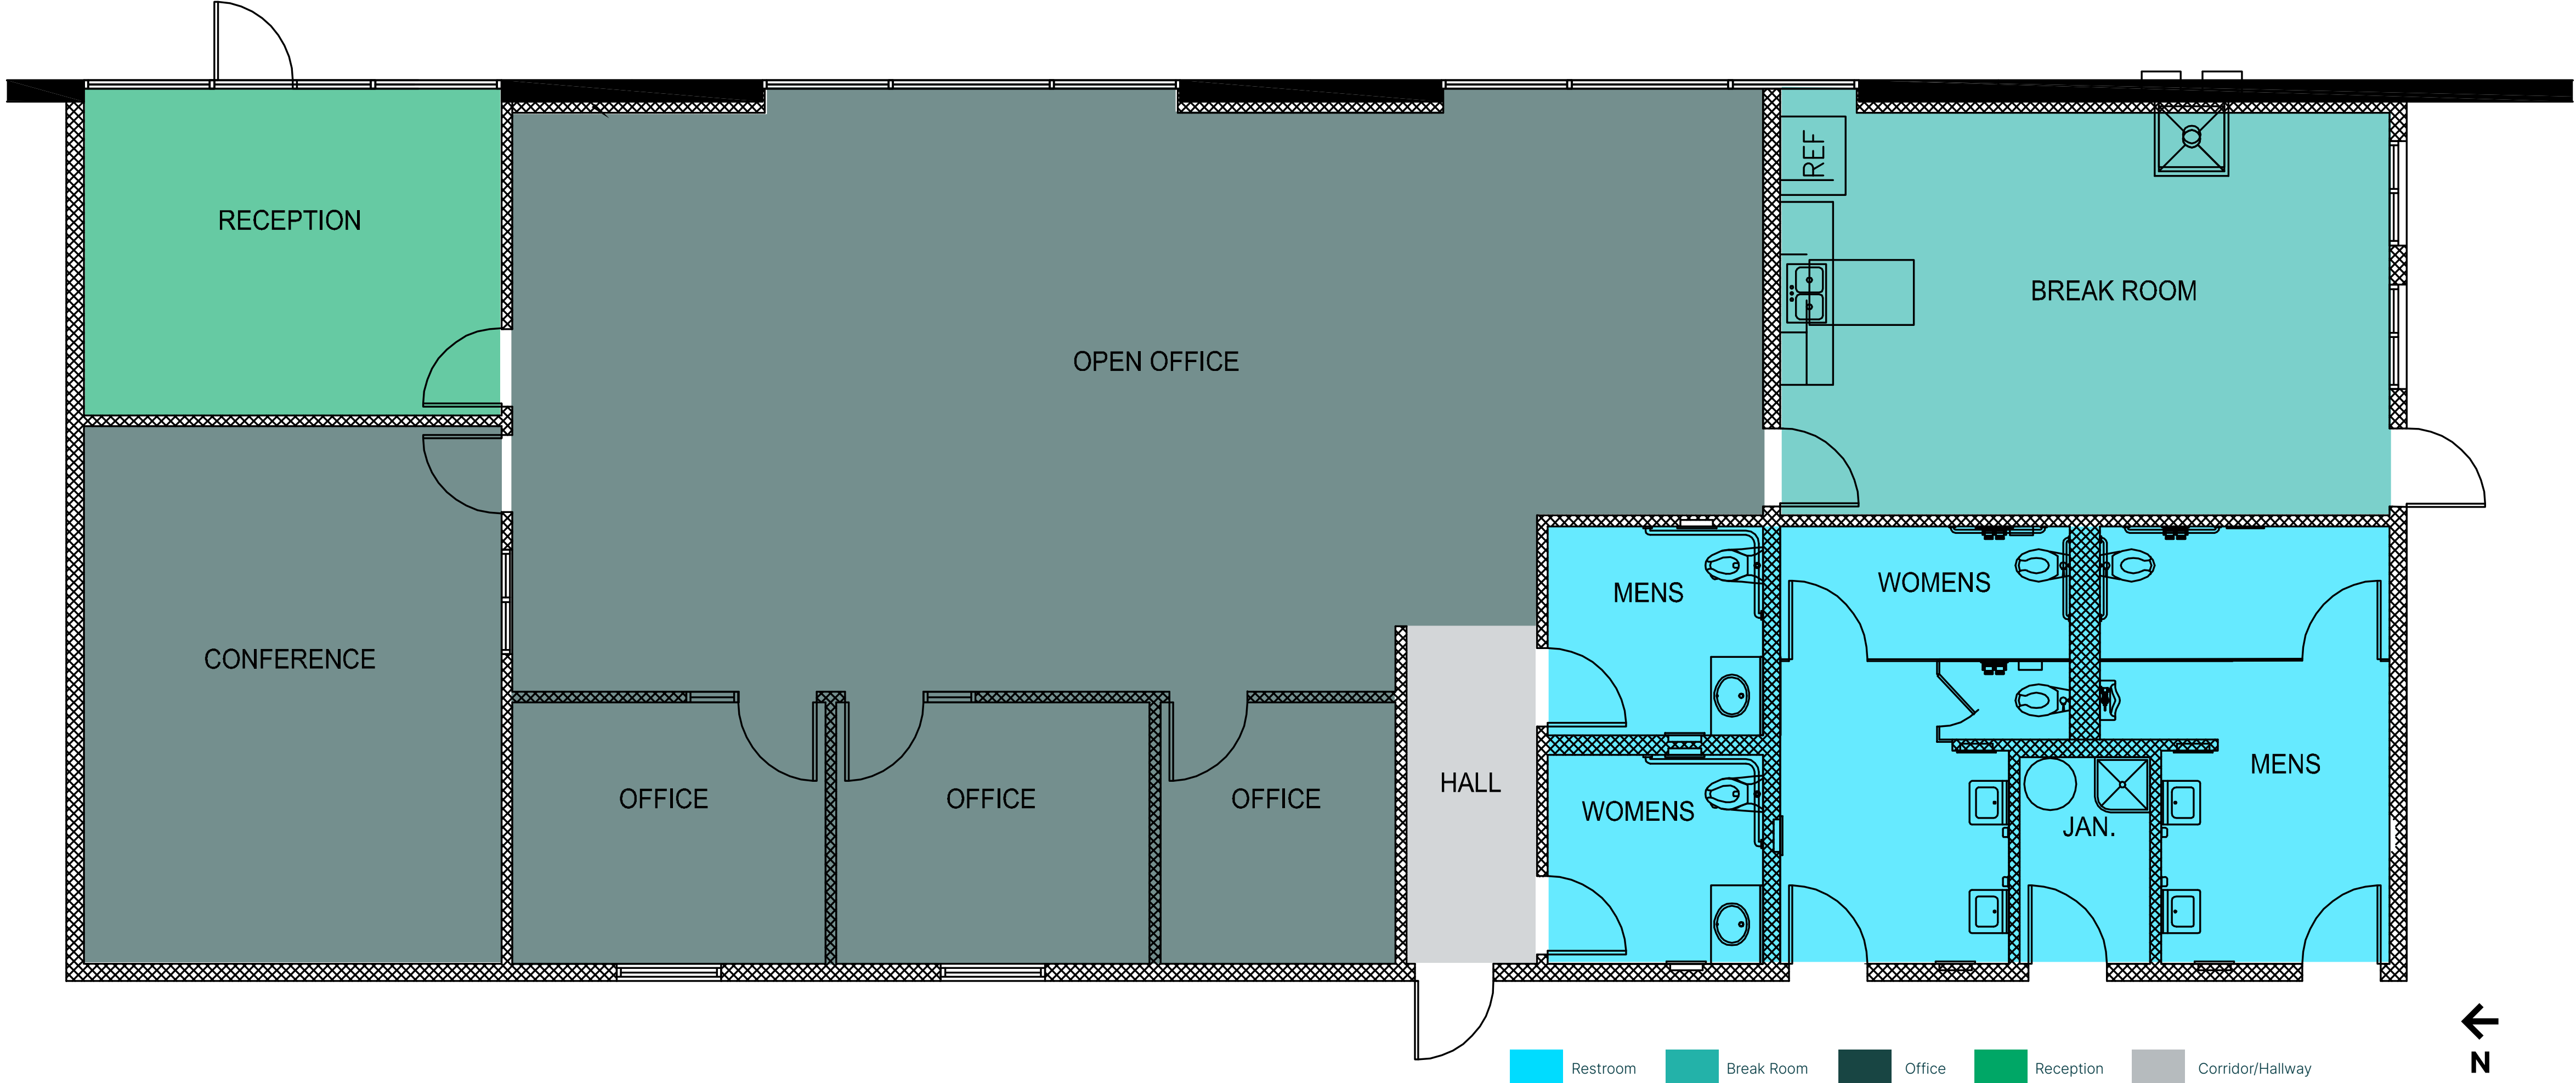 RECEPTION
REF
BREAK ROOM
OPEN OFFICE
WOMENS
MENS
CONFERENCE
MENS
HALL
OFFICE
OFFICE
OFFICE
WOMENS
JAN.
Restroom
Break Room
Office
Reception
Corridor/Hallway
N